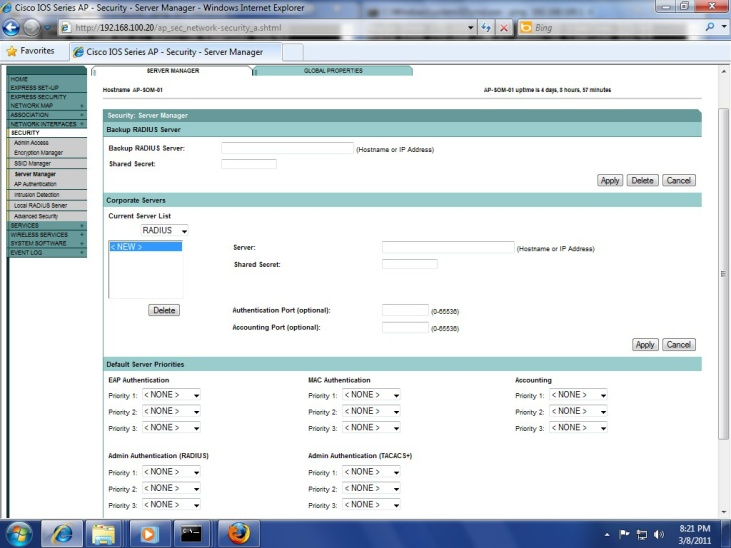 Cisco IOS Series AP - Security - Server Manager - Windows Internet Explorer
http://192.168.100.20/ap_sec_network-security_a.shtml
Bing
Favorites
Cisco IOS Series AP - Security - Server Manager
SERVER MANAGER
GLOBAL PROPERTIES
HOME
EXPRESS SET-UP
EXPRESS SECURITY
NETWORK MAP +
ASSOCIATION +
NETWORK INTERFACES +
SECURITY
Admin Access
Encryption Manager
SSID Manager
Server Manager
AP Authentication
Intrusion Detection
Local RADIUS Server
Advanced Security
SERVICES +
WIRELESS SERVICES +
SYSTEM SOFTWARE +
EVENT LOG +
Hostname AP-SOM-01
AP-SOM-01 uptime is 4 days, 3 hours, 57 minutes
Security: Server Manager
Backup RADIUS Server
Backup RADIUS Server:
(Hostname or IP Address)
Shared Secret:
Apply Delete Cancel
Corporate Servers
Current Server List
RADIUS
< NEW >
Delete
Server:
(Hostname or IP Address)
Shared Secret:
Authentication Port (optional):
(0-65536)
Accounting Port (optional):
(0-65536)
Apply Cancel
Default Server Priorities
EAP Authentication
Priority 1: < NONE >
Priority 2: < NONE >
Priority 3: < NONE >
MAC Authentication
Priority 1: < NONE >
Priority 2: < NONE >
Priority 3: < NONE >
Accounting
Priority 1: < NONE >
Priority 2: < NONE >
Priority 3: < NONE >
Admin Authentication (RADIUS)
Priority 1: < NONE >
Priority 2: < NONE >
Priority 3: < NONE >
Admin Authentication (TACACS+)
Priority 1: < NONE >
Priority 2: < NONE >
Priority 3: < NONE >
8:21 PM
3/8/2011